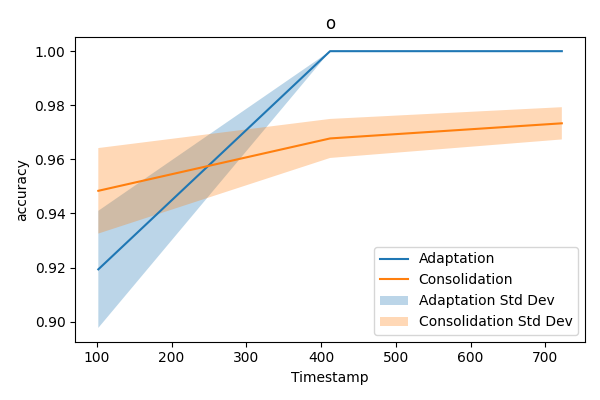 o
1.00
0.98
0.96
0.94
0.92
0.90
accuracy
100 200 300 400 500 600 700
Timestamp
Adaptation
Consolidation
Adaptation Std Dev
Consolidation Std Dev